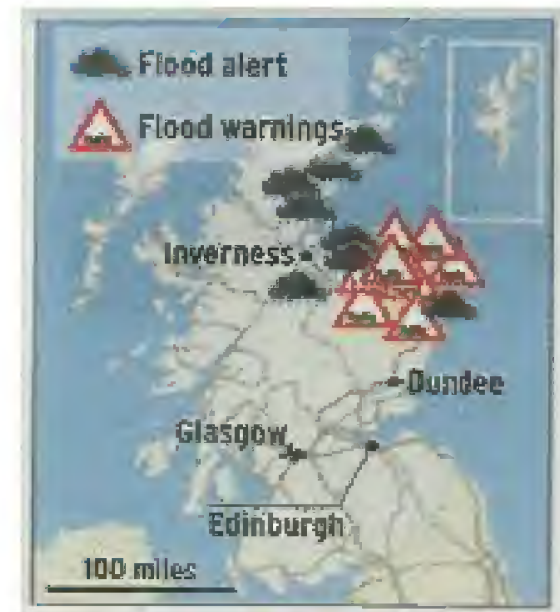 Flood alert
Flood warnings
Inverness
Dundee
Glasgow
Edinburgh
100 miles